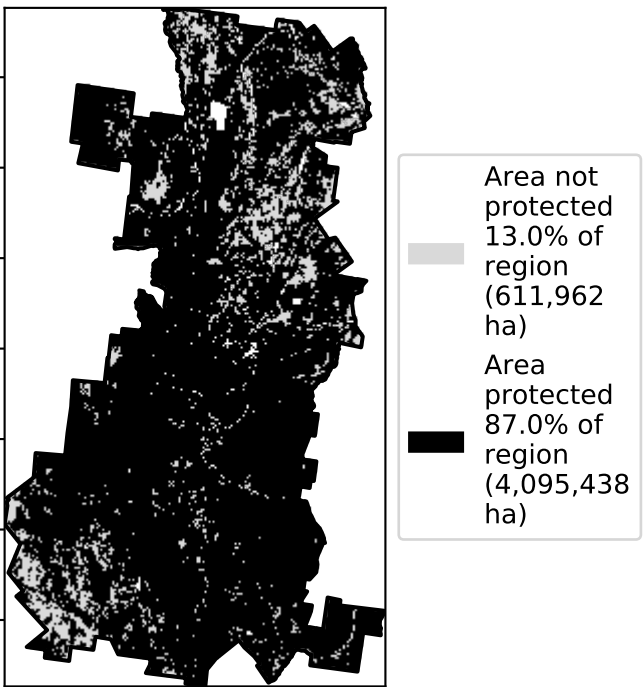 Area not
protected
13.0% of
region
(611,962
ha)
Area
protected
87.0% of
region
(4,095,438
ha)